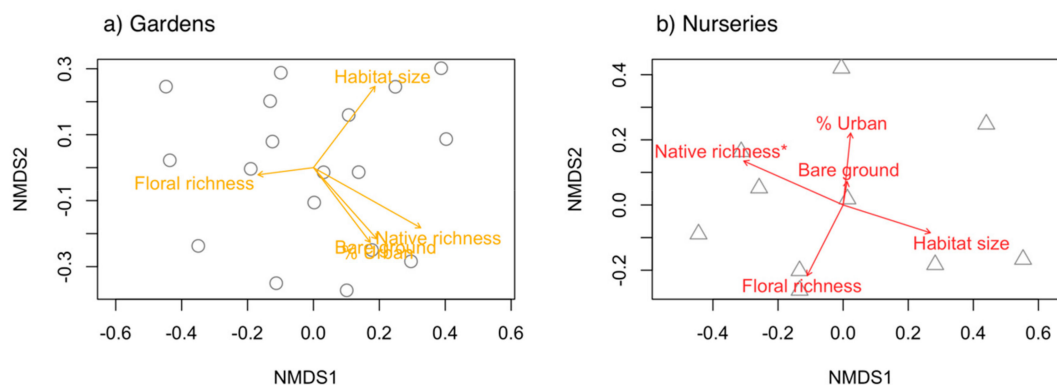 a) Gardens
0.3
0.1
-0.1
-0.3
NMDS2
Habitat size
Floral richness
Native richness
Bare ground
% Urban
-0.6 -0.4 -0.2 0.0 0.2 0.4 0.6
NMDS1
b) Nurseries
0.4
0.2
0.0
-0.2
NMDS2
% Urban
Native richness*
Bare ground
Habitat size
Floral richness
-0.4 -0.2 0.0 0.2 0.4 0.6
NMDS1